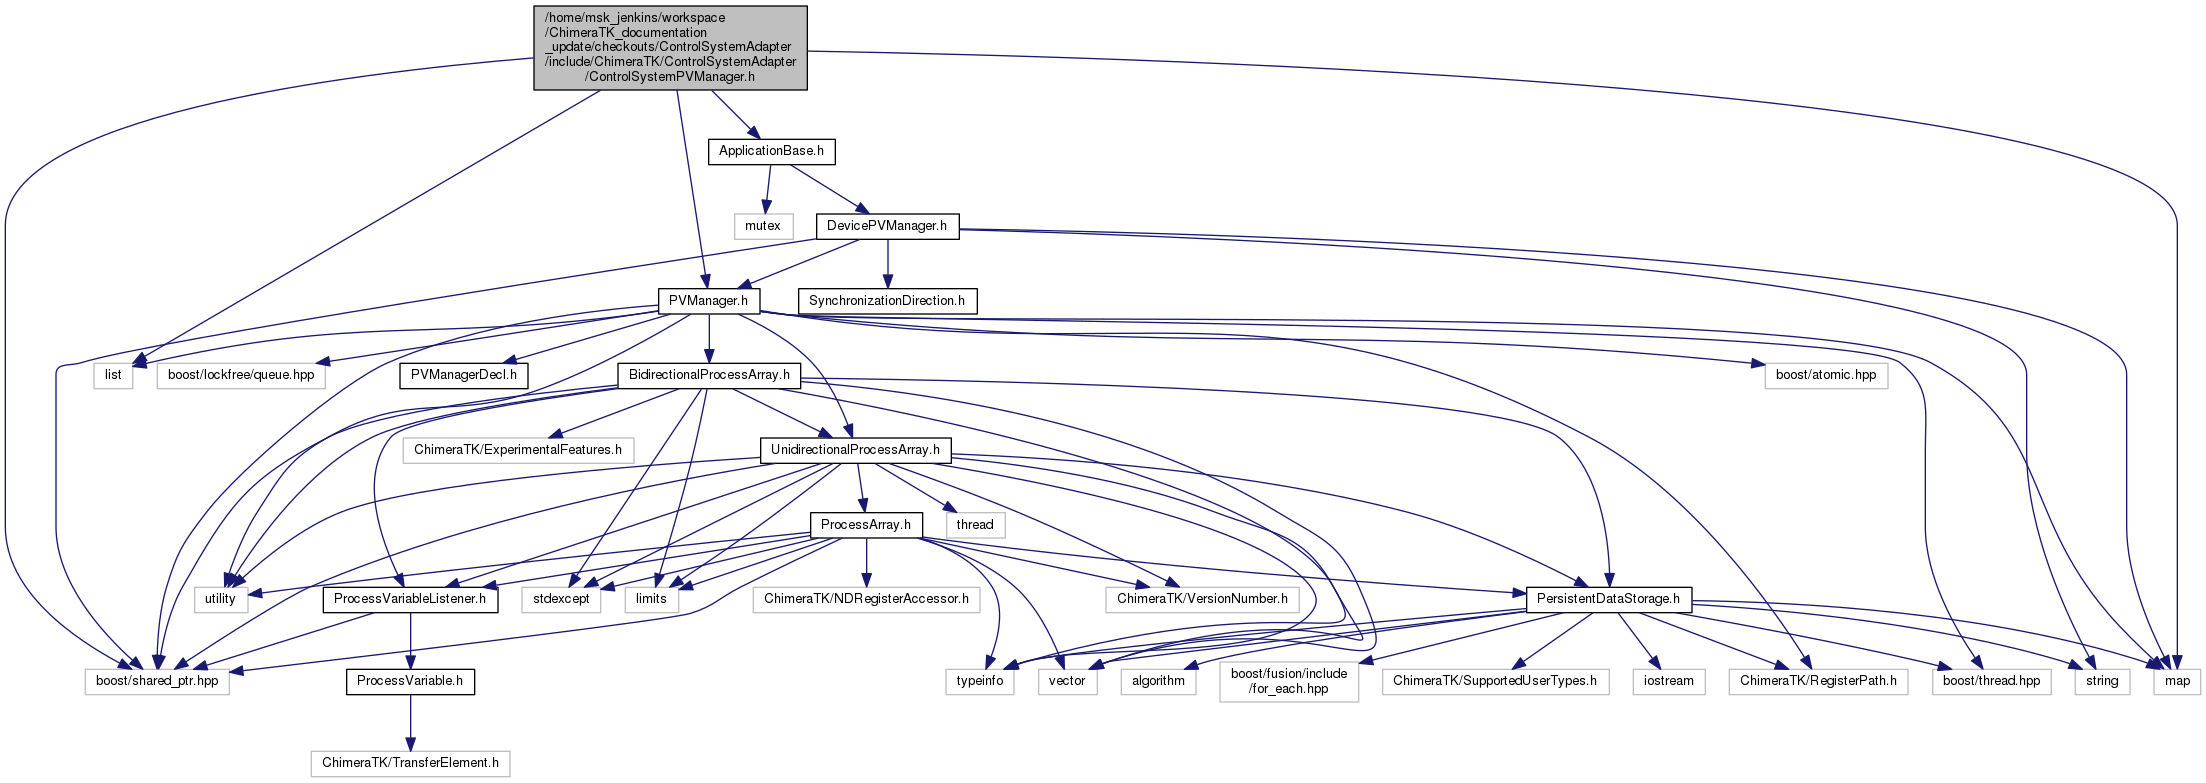 /home/msk_jenkins/workspace
/ChimeraTK_documentation
_update/checkouts/ControlSystemAdapter
/include/ChimeraTK/ControlSystemAdapter
/ControlSystemPVManager.h
ApplicationBase.h
mutex
DevicePVManager.h
PVManager.h
SynchronizationDirection.h
list
boost/lockfree/queue.hpp
PVManagerDecl.h
BidirectionalProcessArray.h
boost/atomic.hpp
ChimeraTK/ExperimentalFeatures.h
UnidirectionalProcessArray.h
ProcessArray.h
thread
utility
ProcessVariableListener.h
stdexcept
limits
ChimeraTK/NDRegisterAccessor.h
ChimeraTK/VersionNumber.h
PersistentDataStorage.h
boost/shared_ptr.hpp
ProcessVariable.h
typeinfo
vector
algorithm
boost/fusion/include
/for_each.hpp
ChimeraTK/SupportedUserTypes.h
iostream
ChimeraTK/RegisterPath.h
boost/thread.hpp
string
map
ChimeraTK/TransferElement.h